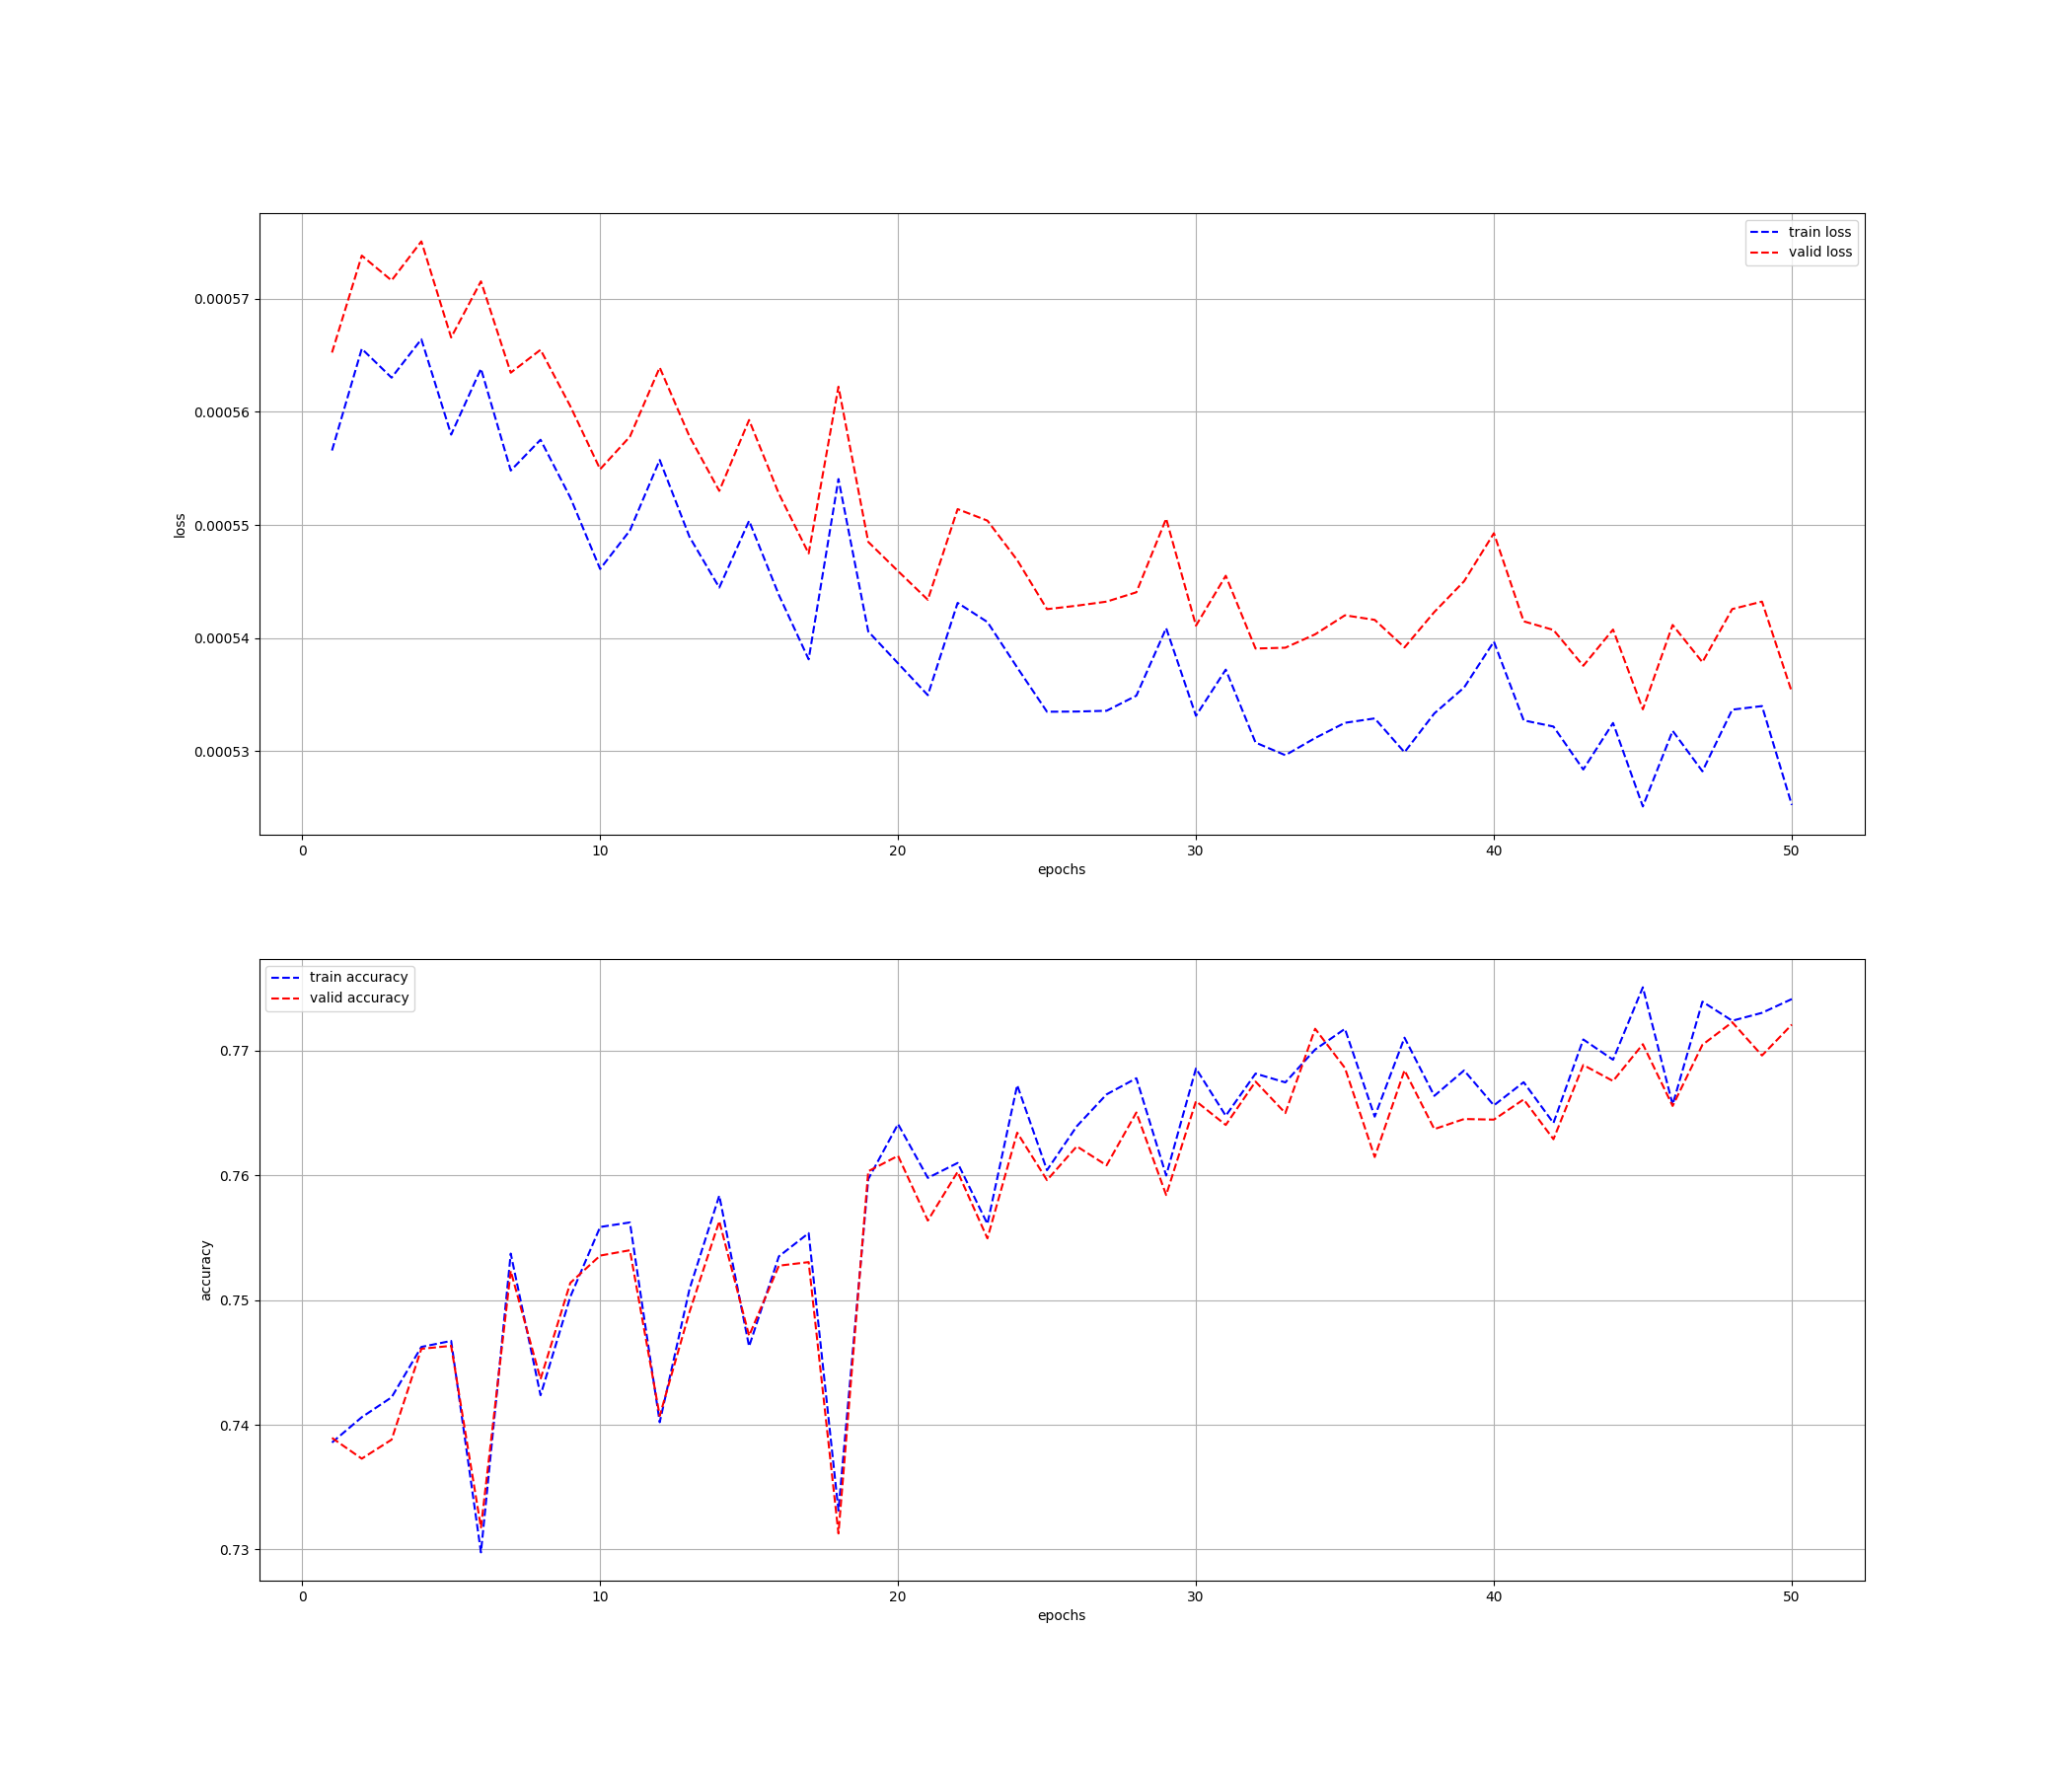 train loss
valid loss
0.00057
0.00056
0.00055
0.00054
0.00053
loss
0 10 20 30 40 50
epochs
train accuracy
valid accuracy
0.77
0.76
0.75
0.74
0.73
accuracy
0 10 20 30 40 50
epochs